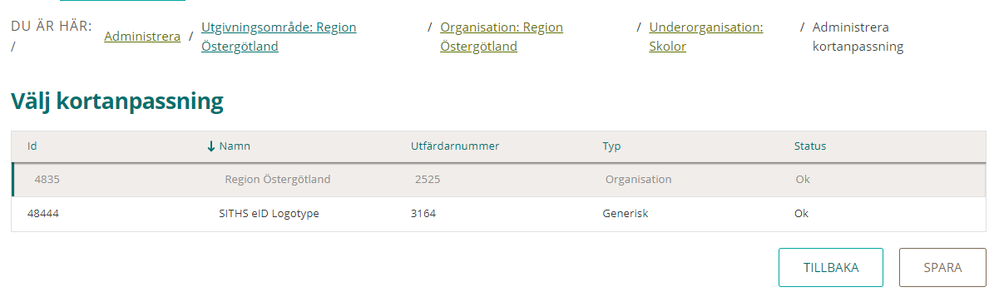 DU ÄR HÄR: / Administrera / Utgivningsområde: Region Östergötland / Organisation: Region Östergötland / Underorganisation: Skolor / Administrera kortanpassning
Välj kortanpassning
Id Namn Utfärdarnummer Typ Status
4835 Region Östergötland 2525 Organisation Ok
48444 SITHS eID Logotype 3164 Generisk Ok
TILLBAKA SPARA